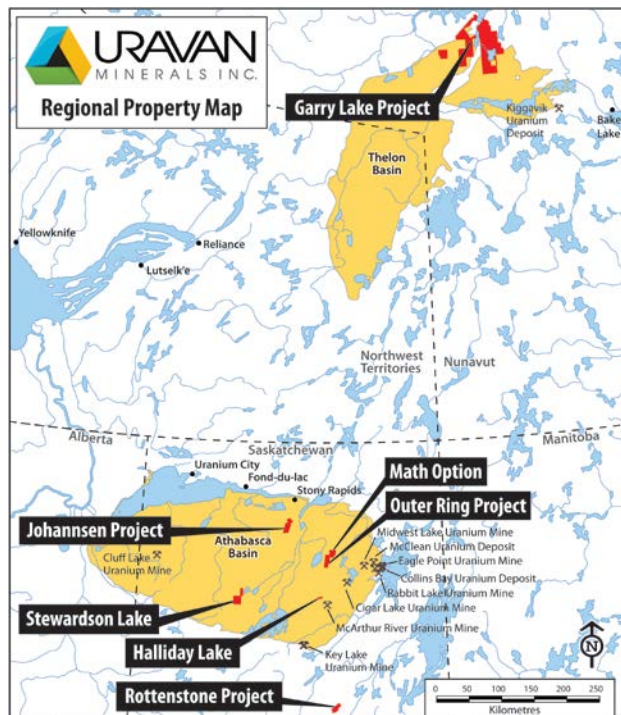 URAVAN
MINERALS INC.
Regional Property Map
Garry Lake Project
Kiggavik
Uranium
Deposit
Bake
Lake
Thelon
Basin
Yellowknife
Reliance
Lutselk'e
Northwest
Territories
Nunavut
Alberta
Saskatchewan
Manitoba
Uranium City
Fond-du-lac
Stony Rapids
Math Option
Outer Ring Project
Johannsen Project
Athabasca
Basin
Midwest Lake Uranium Mine
McClean Uranium Deposit
Eagle Point Uranium Mine
Collins Bay Uranium Deposit
Rabbit Lake Uranium Mine
Cluff Lake
Uranium Mine
Cigar Lake Uranium Mine
McArthur River Uranium Mine
Stewardson Lake
Halliday Lake
Key Lake
Uranium Mine
Rottenstone Project
N
0 50 100 150 200 250
Kilometres